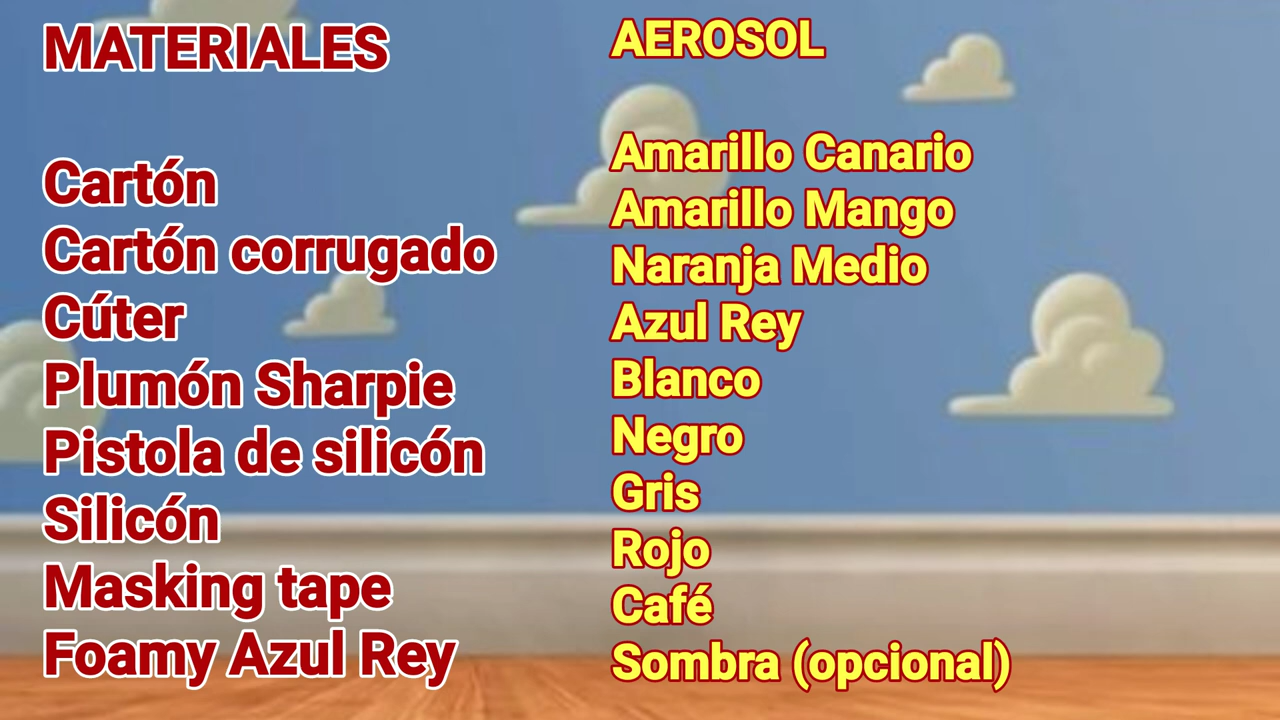 MATERIALES
Cartón
Cartón corrugado
Cúter
Plumón Sharpie
Pistola de silicón
Silicón
Masking tape
Foamy Azul Rey
AEROSOL
Amarillo Canario
Amarillo Mango
Naranja Medio
Azul Rey
Blanco
Negro
Gris
Rojo
Café
Sombra (opcional)